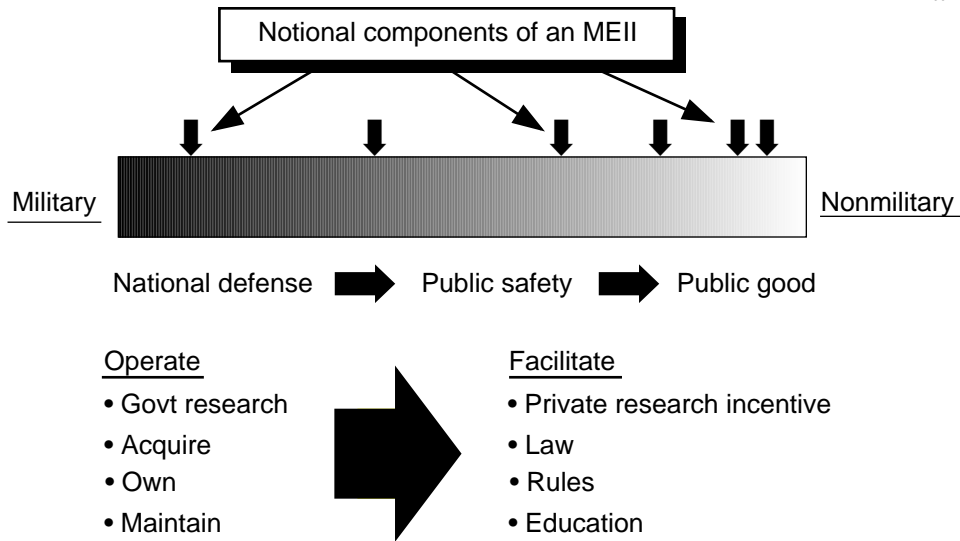 Notional components of an MEII
Military
Nonmilitary
National defense Public safety Public good
Operate
• Govt research
• Acquire
• Own
• Maintain
Facilitate
• Private research incentive
• Law
• Rules
• Education